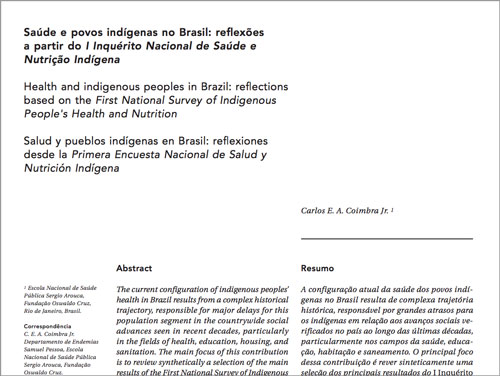 Saúde e povos indígenas no Brasil: reflexões
a partir do I Inquérito Nacional de Saúde e
Nutrição Indígena
Health and indigenous peoples in Brazil: reflections
based on the First National Survey of Indigenous
People's Health and Nutrition
Salud y pueblos indígenas en Brasil: reflexiones
desde la Primera Encuesta Nacional de Salud y
Nutrición Indígena
Carlos E. A. Coimbra Jr. 1
1 Escola Nacional de Saúde
Pública Sergio Arouca,
Fundação Oswaldo Cruz,
Rio de Janeiro, Brasil.
Correspondência
C. E. A. Coimbra Jr.
Departamento de Endemias
Samuel Pessoa, Escola
Nacional de Saúde Pública
Sergio Arouca, Fundação
Oswaldo Cruz.
Abstract
The current configuration of indigenous peoples'
health in Brazil results from a complex historical
trajectory, responsible for major delays for this
population segment in the countrywide social
advances seen in recent decades, particularly
in the fields of health, education, housing, and
sanitation. The main focus of this contribution
is to review synthetically a selection of the main
results of the First National Survey of Indigenous
Resumo
A configuração atual da saúde dos povos indí-
genas no Brasil resulta de complexa trajetória
histórica, responsável por grandes atrasos para
os indígenas em relação aos avanços sociais ve-
rificados no país ao longo das últimas décadas,
particularmente nos campos da saúde, educa-
ção, habitação e saneamento. O principal foco
dessa contribuição é rever sinteticamente uma
seleção dos principais resultados do I Inquérito